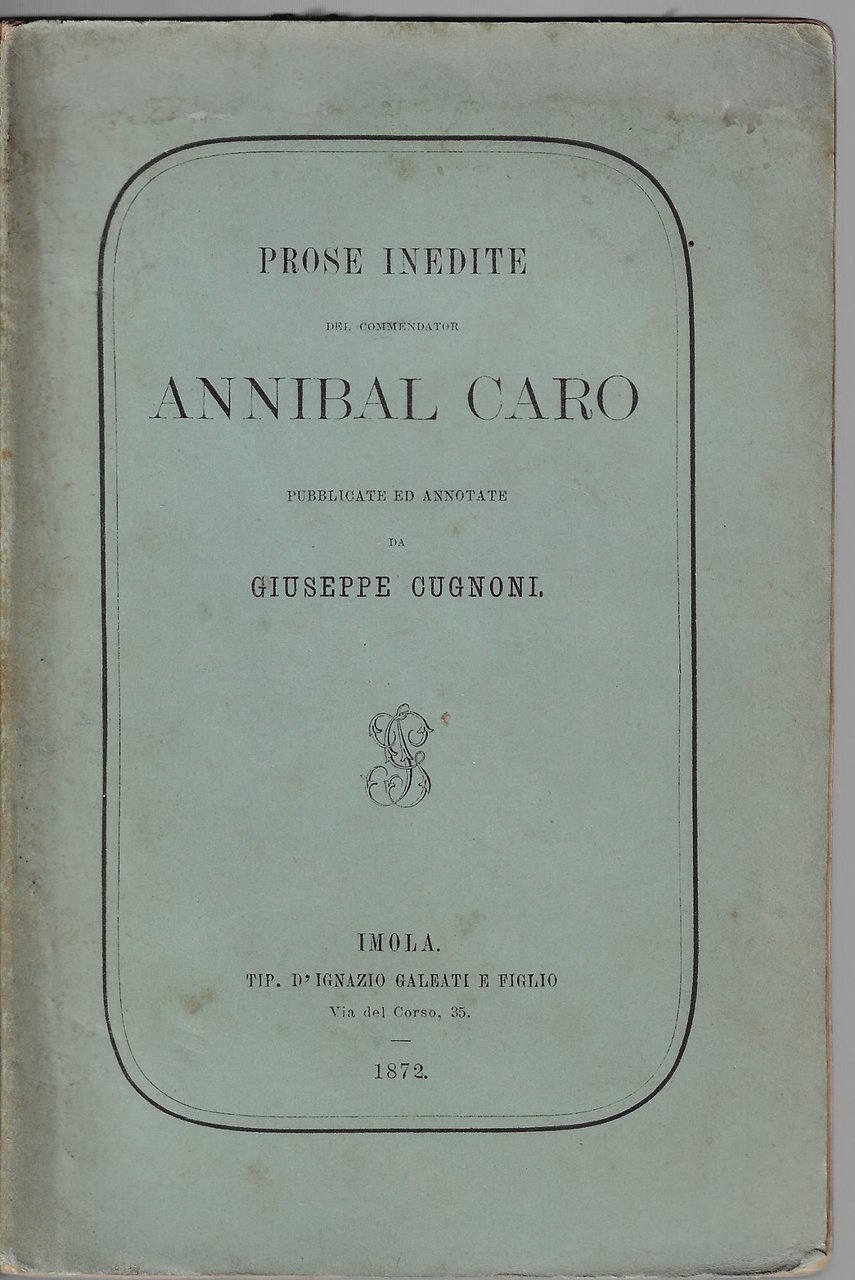 PROSE INEDITE
DEL COMMENDATOR
ANNIBAL CARO
PUBBLICATE ED ANNOTATE
DA
GIUSEPPE CUGNONI.
IMOLA.
TIP. D'IGNAZIO GALEATI E FIGLIO
Via del Corso, 35.
1872.